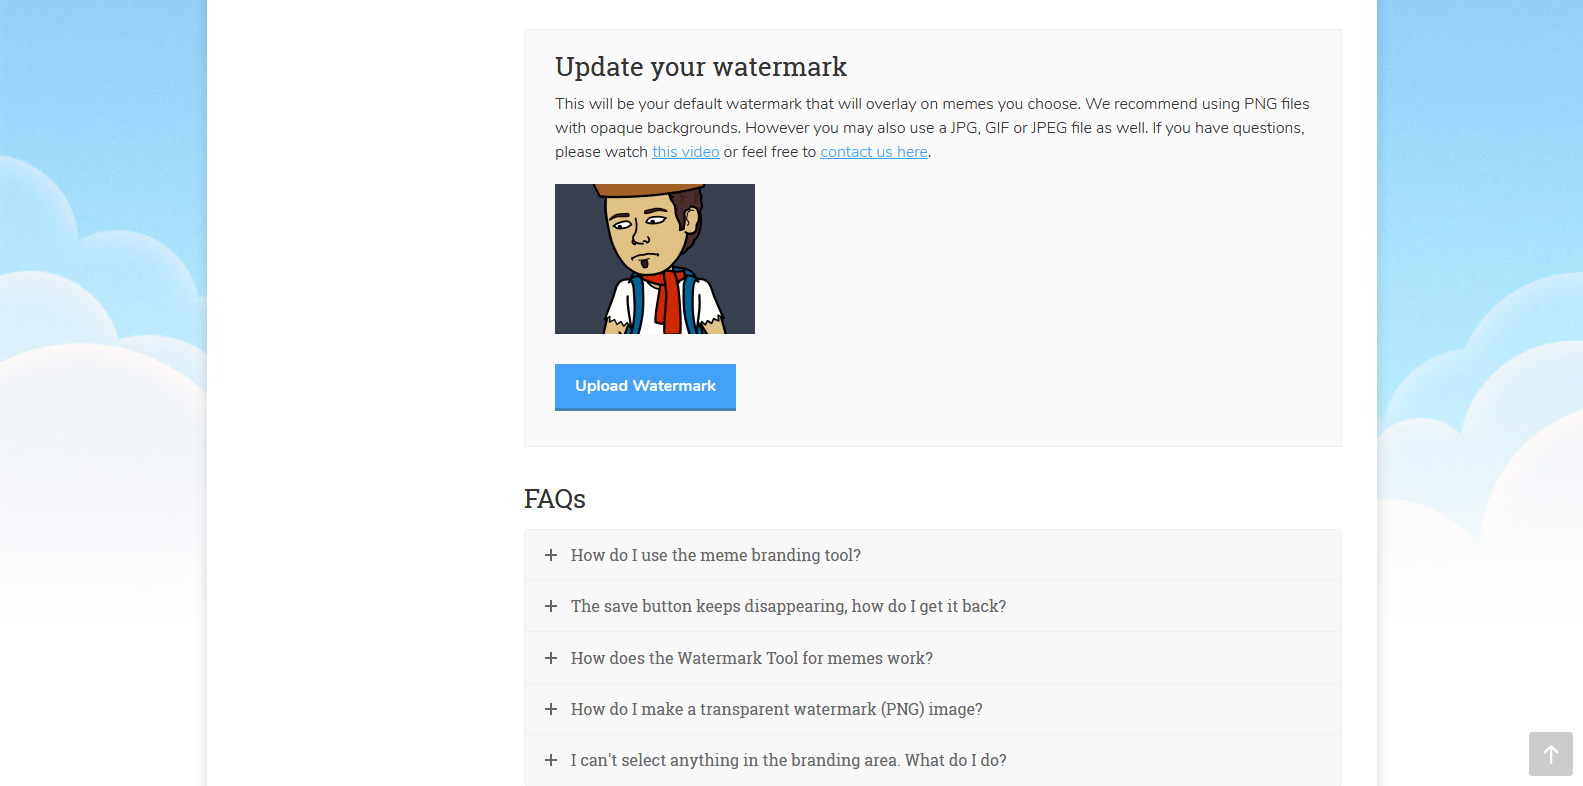 Update your watermark
This will be your default watermark that will overlay on memes you choose. We recommend using PNG files
with opaque backgrounds. However you may also use a JPG, GIF or JPEG file as well. If you have questions,
please watch this video or feel free to contact us here.
Upload Watermark
FAQs
How do I use the meme branding tool?
The save button keeps disappearing, how do I get it back?
How does the Watermark Tool for memes work?
How do I make a transparent watermark (PNG) image?
I can't select anything in the branding area. What do I do?